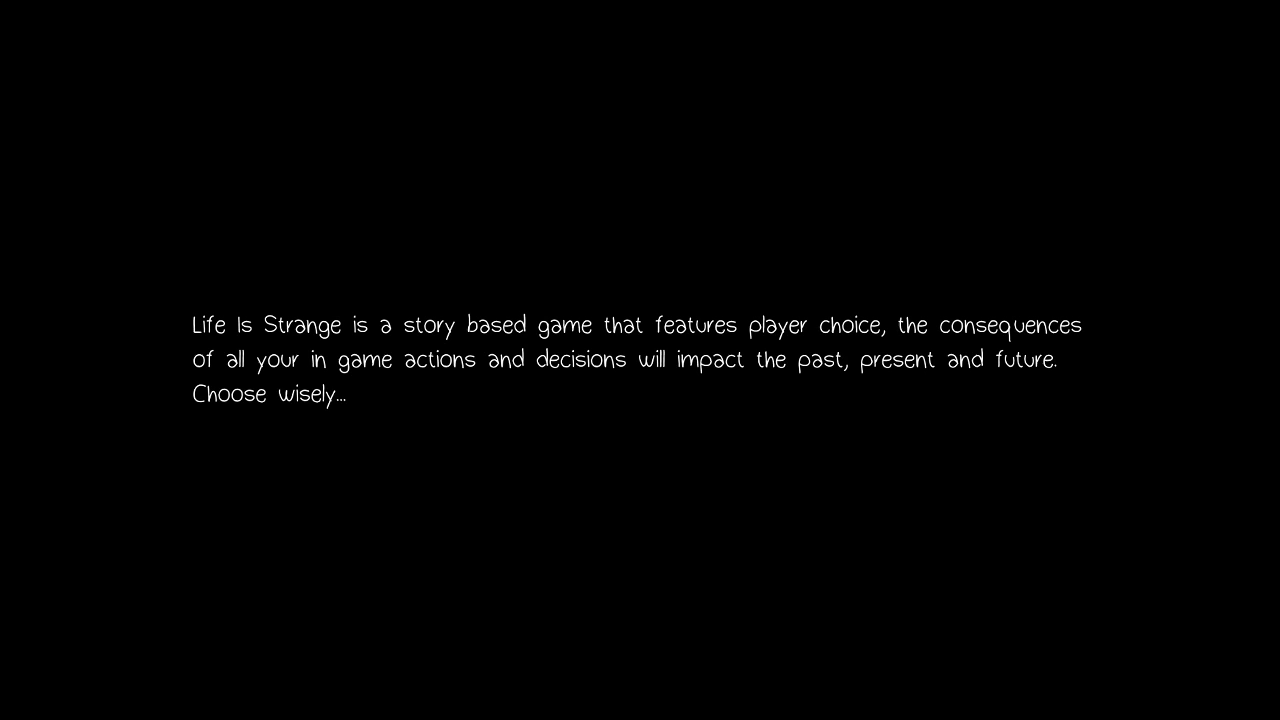 Life Is Strange is a story based game that features player choice, the consequences
of all your in game actions and decisions will impact the past, present and future.
Choose wisely...